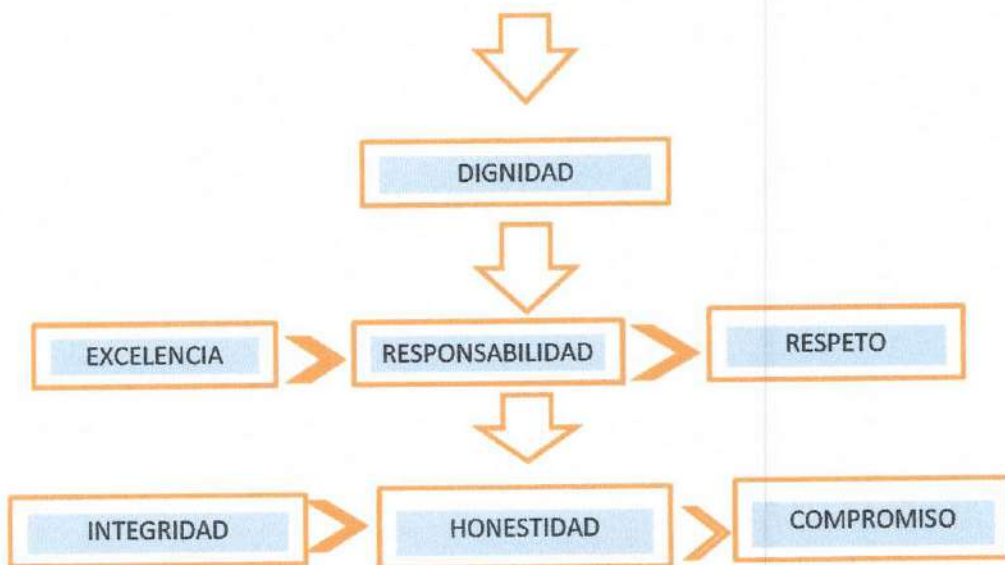 DIGNIDAD
EXCELENCIA
RESPONSABILIDAD
RESPETO
INTEGRIDAD
HONESTIDAD
COMPROMISO